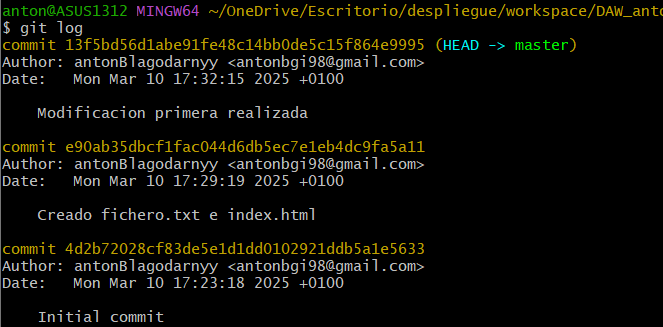 anton@ASUS1312 MINGW64 ~/OneDrive/Escritorio/despliegue/workspace/DAW_anto
$ git log
commit 13f5bd56d1abe91fe48c14bb0de5c15f864e9995 (HEAD -> master)
Author: antonBlagodarnyy <antonbgi98@gmail.com>
Date:   Mon Mar 10 17:32:15 2025 +0100
    Modificacion primera realizada
commit e90ab35dbcf1fac044d6db5ec7e1eb4dc9fa5a11
Author: antonBlagodarnyy <antonbgi98@gmail.com>
Date:   Mon Mar 10 17:29:19 2025 +0100
    Creado fichero.txt e index.html
commit 4d2b72028cf83de5e1d1dd0102921ddb5a1e5633
Author: antonBlagodarnyy <antonbgi98@gmail.com>
Date:   Mon Mar 10 17:23:18 2025 +0100
    Initial commit